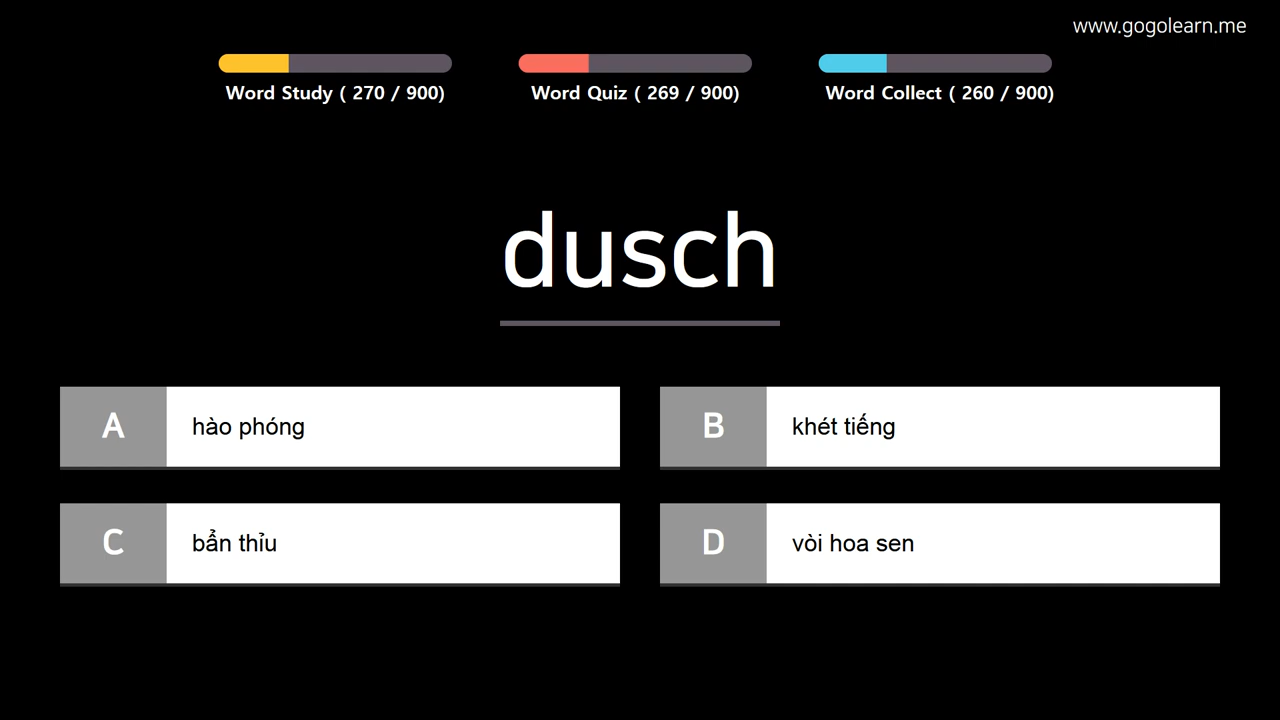 www.gogolearn.me
Word Study ( 270 / 900)
Word Quiz ( 269 / 900)
Word Collect ( 260 / 900)
dusch
A
hào phóng
B
khét tiếng
C
bẩn thỉu
D
vòi hoa sen